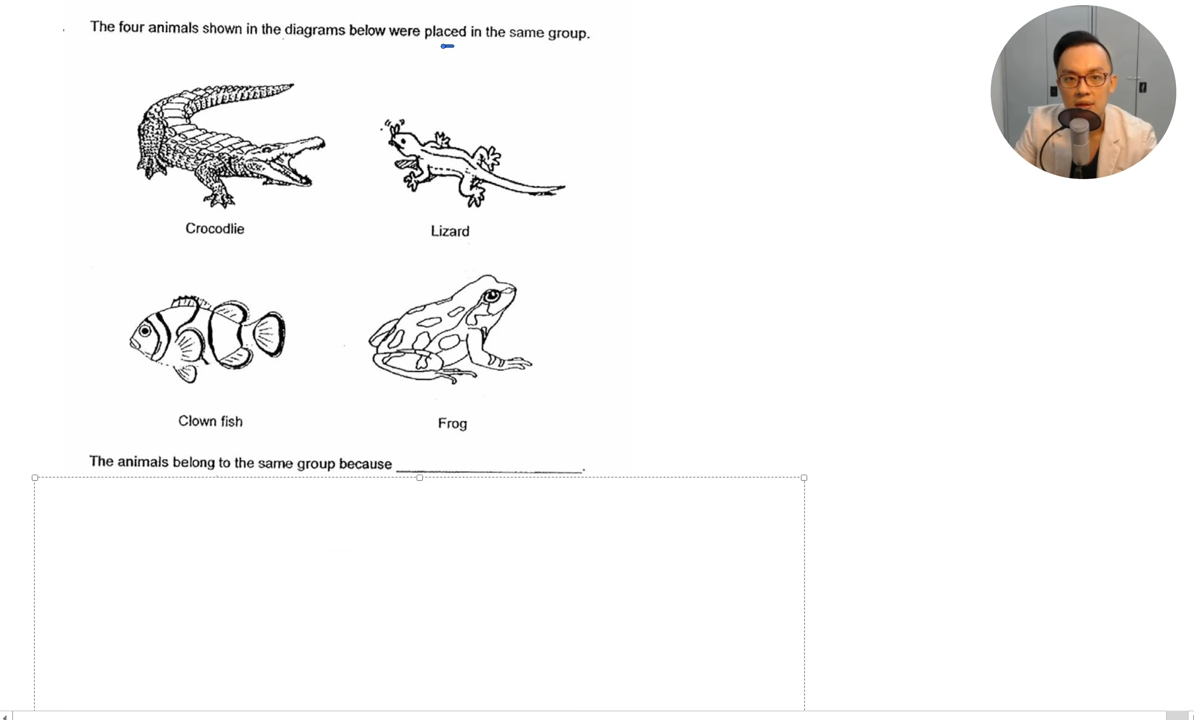 The four animals shown in the diagrams below were placed in the same group.
Crocodlie
Lizard
Clown fish
Frog
The animals belong to the same group because ____________________.